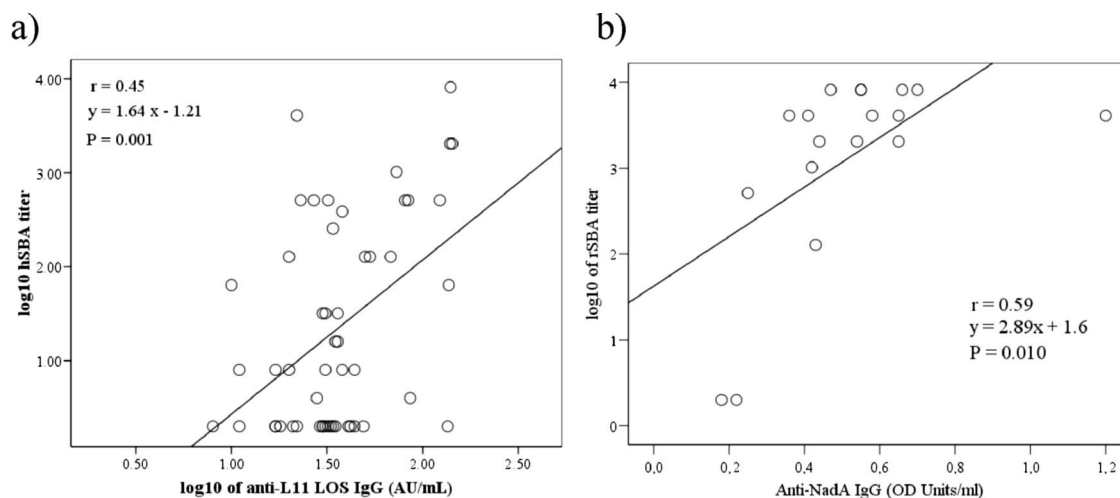 a)
r = 0.45
y = 1.64 x - 1.21
P = 0.001
4.00
3.00
2.00
1.00
log10 hSBA titer
0.50 1.00 1.50 2.00 2.50
log10 of anti-L11 LOS IgG (AU/mL)
b)
4
3
2
1
0
log10 of rSBA titer
r = 0.59
y = 2.89x + 1.6
P = 0.010
0,0 0,2 0,4 0,6 0,8 1,0 1,2
Anti-NadA IgG (OD Units/ml)